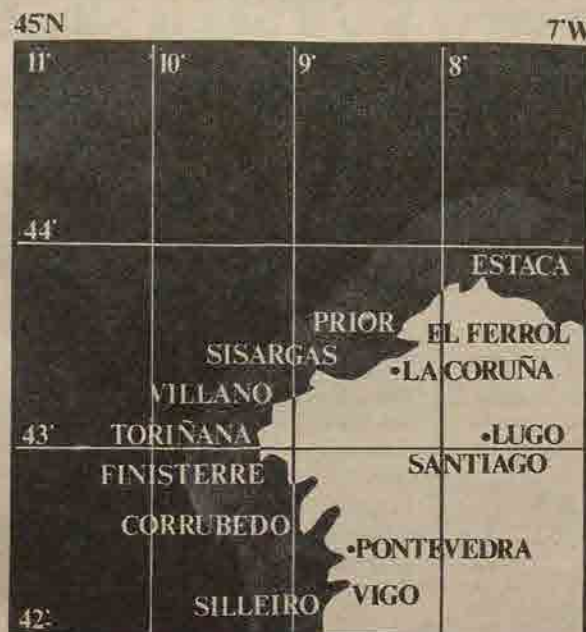 45°N 7°W
11° 10° 9° 8°
44°
ESTACA
PRIOR EL FERROL
SISARGAS •LA CORUÑA
VILLANO
43° TORIÑANA •LUGO
FINISTERRE SANTIAGO
CORRUBEDO
•PONTEVEDRA
SILLEIRO VIGO
42°